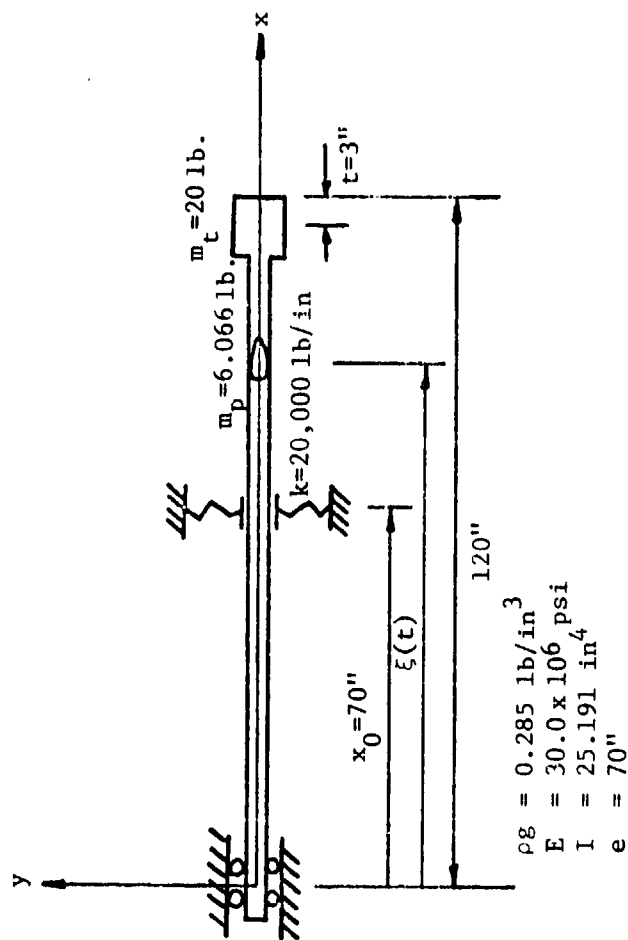 y
x
m_t=20 lb.
t=3"
m_p=6.066 lb.
k=20,000 lb/in
x_0=70"
ξ(t)
120"
ρg = 0.285 lb/in^3
E = 30.0 x 10^6 psi
I = 25.191 in^4
e = 70"